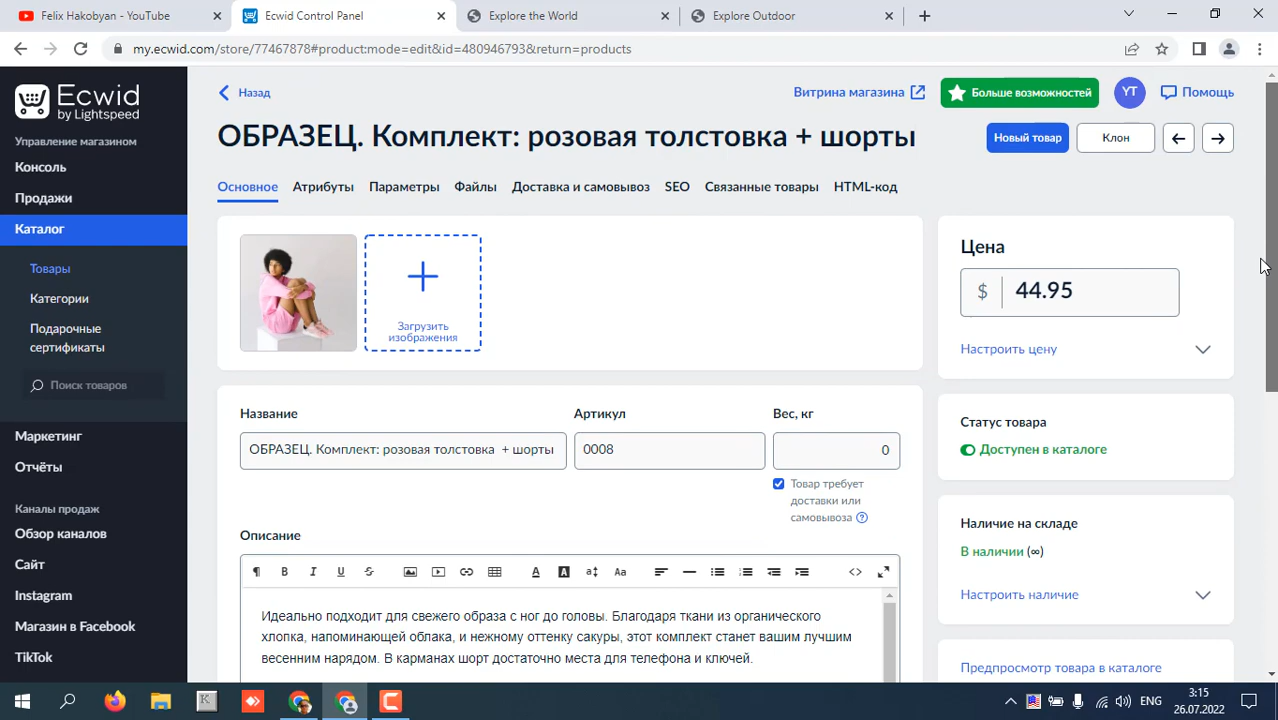 Felix Hakobyan - YouTube
Ecwid Control Panel
Explore the World
Explore Outdoor
my.ecwid.com/store/77467878#product:mode=edit&id=480946793&return=products
Ecwid
by Lightspeed
Управление магазином
Консоль
Продажи
Каталог
Товары
Категории
Подарочные
сертификаты
Поиск товаров
Маркетинг
Отчёты
Каналы продаж
Обзор каналов
Сайт
Instagram
Магазин в Facebook
TikTok
Назад
Витрина магазина
Больше возможностей
YT
Помощь
ОБРАЗЕЦ. Комплект: розовая толстовка + шорты
Новый товар
Клон
Основное Атрибуты Параметры Файлы Доставка и самовывоз SEO Связанные товары HTML-код
Загрузить
изображения
Название
ОБРАЗЕЦ. Комплект: розовая толстовка + шорты
Артикул
0008
Вес, кг
0
Товар требует
доставки или
самовывоза ?
Описание
¶ B I U S A A Aa
Идеально подходит для свежего образа с ног до головы. Благодаря ткани из органического
хлопка, напоминающей облака, и нежному оттенку сакуры, этот комплект станет вашим лучшим
весенним нарядом. В карманах шорт достаточно места для телефона и ключей.
Цена
$ 44.95
Настроить цену
Статус товара
Доступен в каталоге
Наличие на складе
В наличии (∞)
Настроить наличие
Предпросмотр товара в каталоге
K
ENG
3:15
26.07.2022